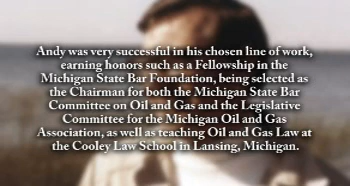 Andy was very successful in his chosen line of work,
earning honors such as a Fellowship in the
Michigan State Bar Foundation, being selected as
the Chairman for both the Michigan State Bar
Committee on Oil and Gas and the Legislative
Committee for the Michigan Oil and Gas
Association, as well as teaching Oil and Gas Law at
the Cooley Law School in Lansing, Michigan.